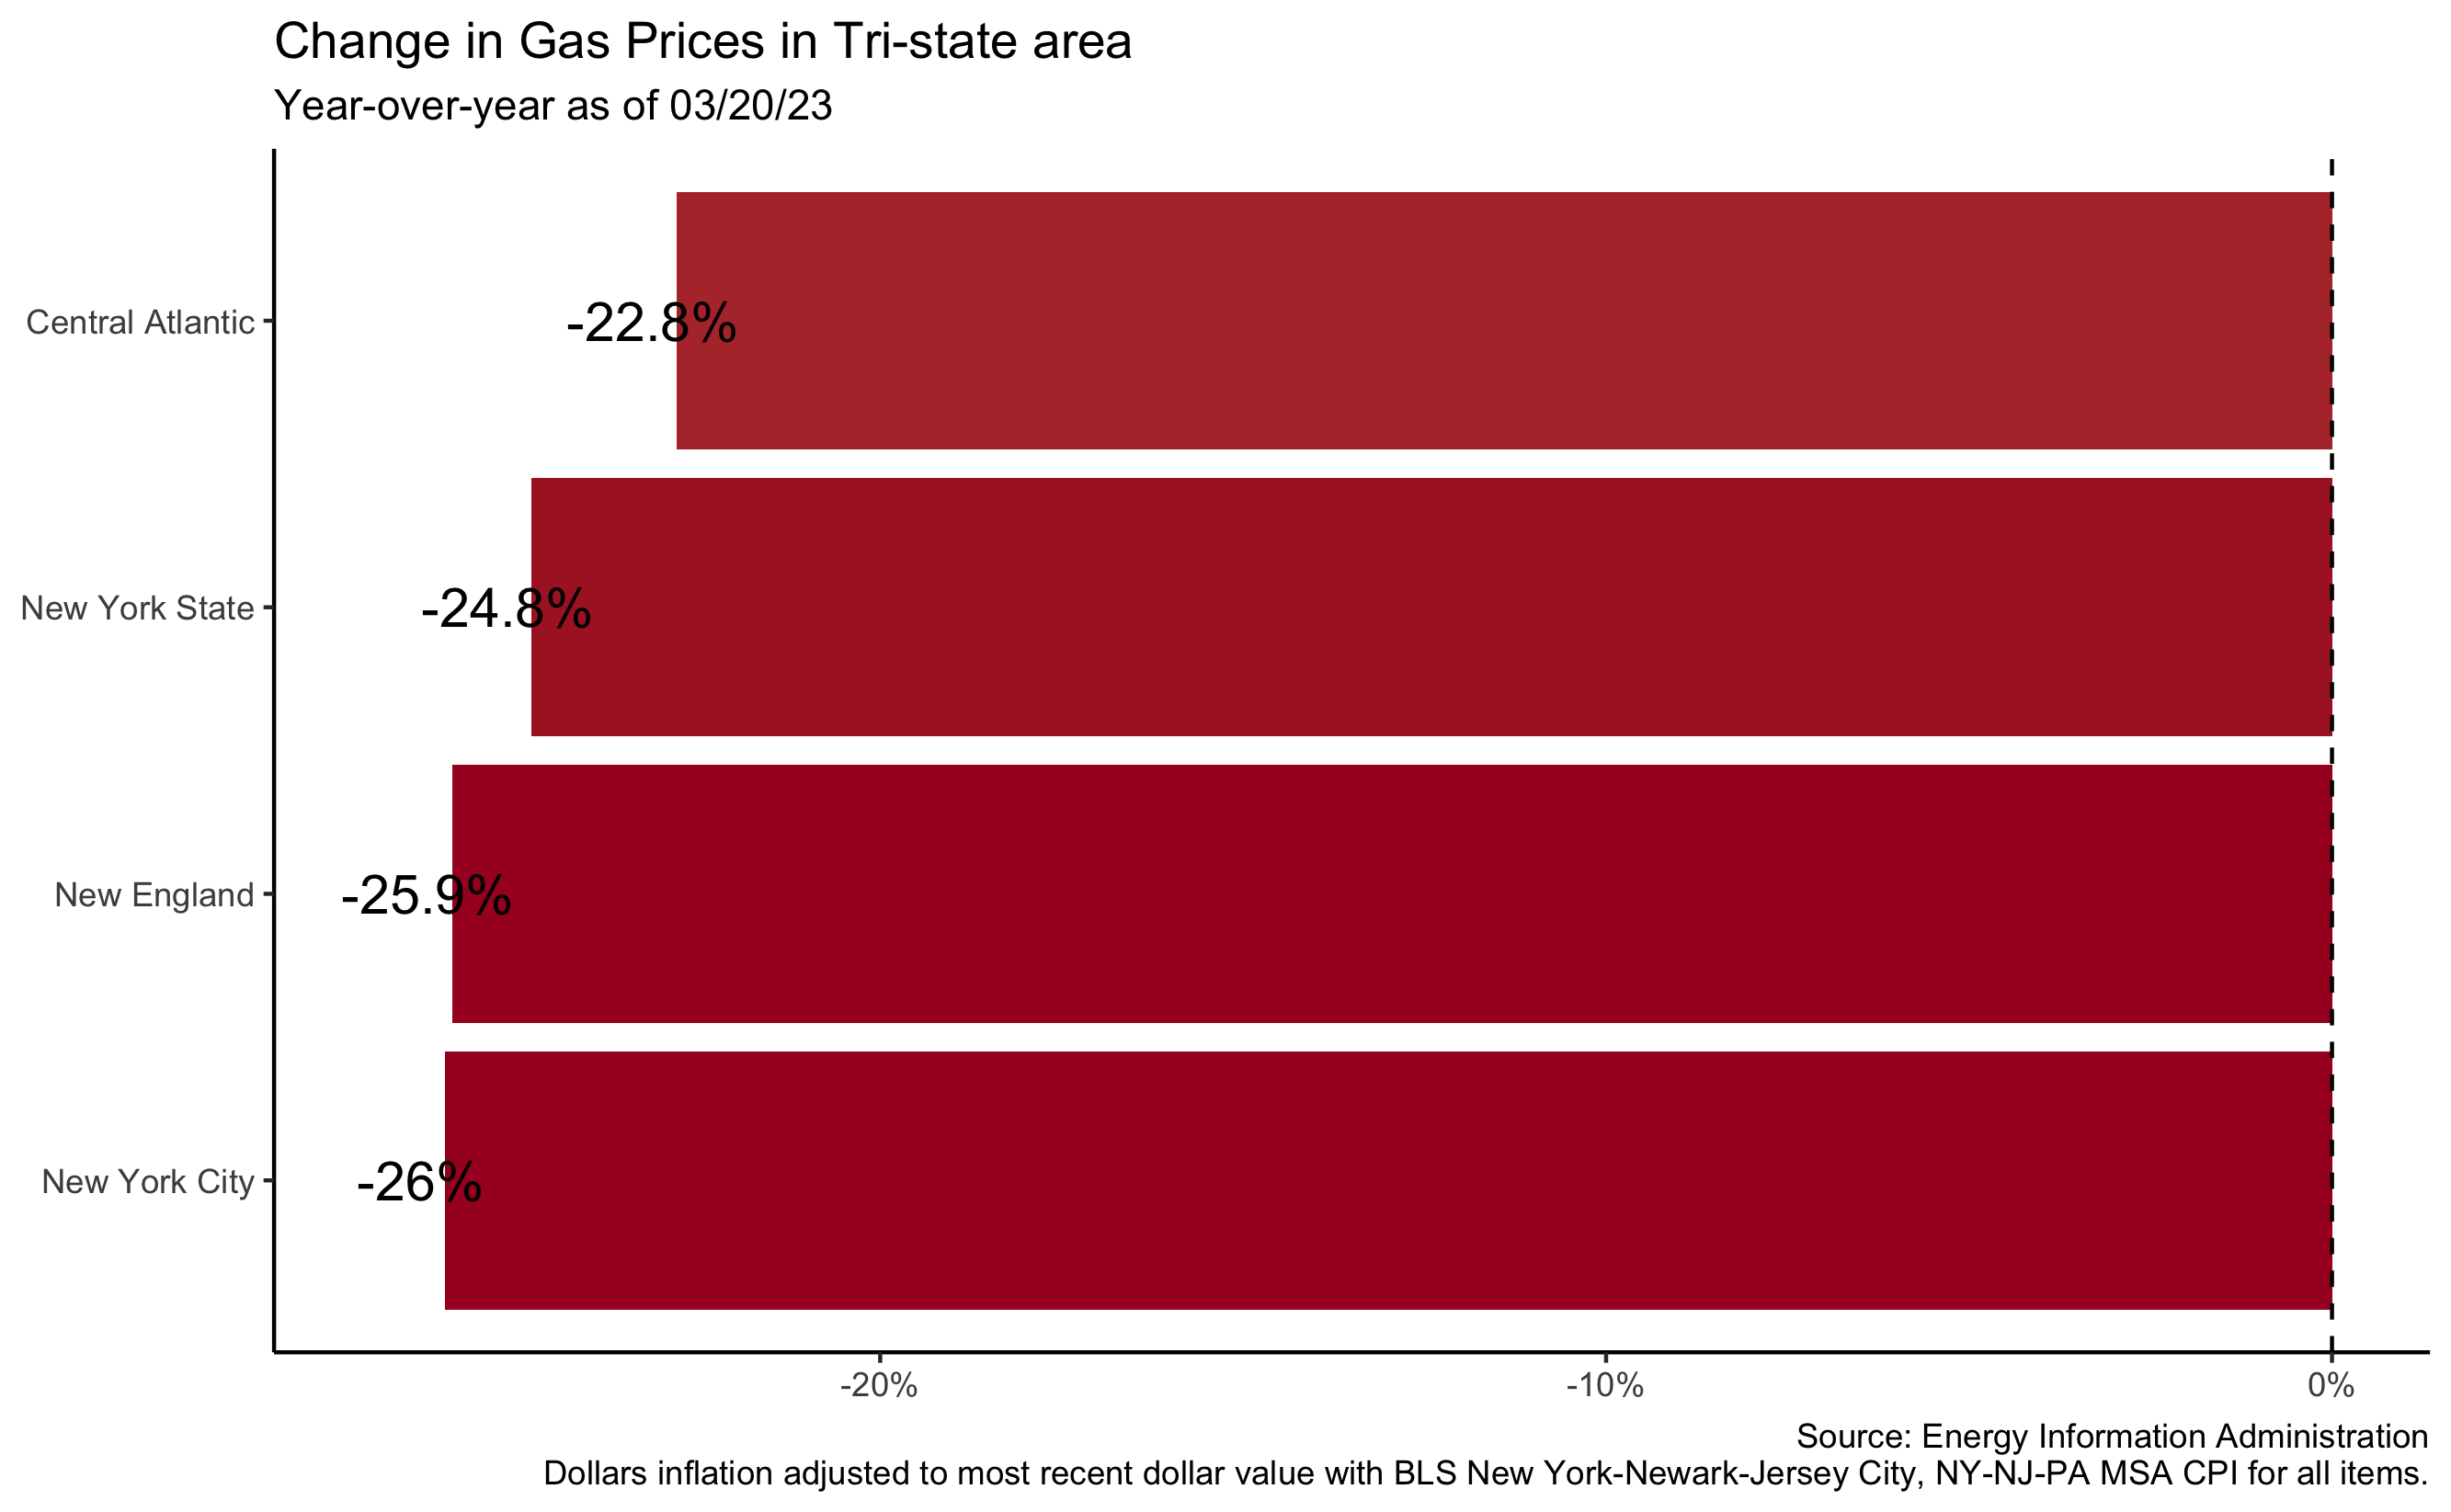 Change in Gas Prices in Tri-state area
Year-over-year as of 03/20/23
Central Atlantic
-22.8%
New York State
-24.8%
New England
-25.9%
New York City
-26%
-20%
-10%
0%
Source: Energy Information Administration
Dollars inflation adjusted to most recent dollar value with BLS New York-Newark-Jersey City, NY-NJ-PA MSA CPI for all items.